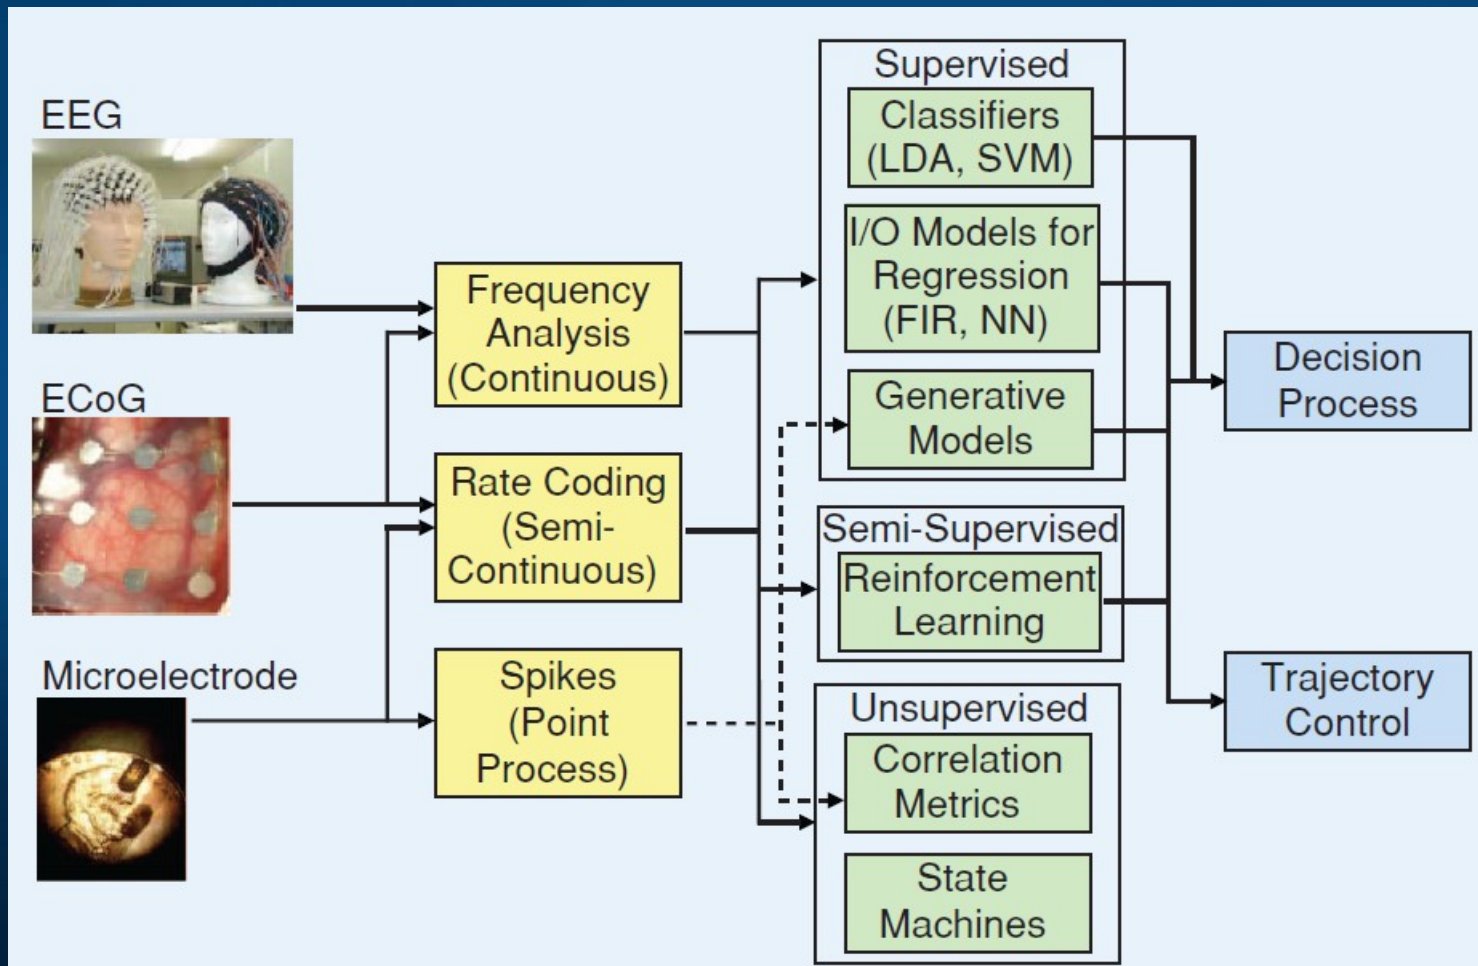 EEG
ECoG
Microelectrode
Frequency
Analysis
(Continuous)
Rate Coding
(Semi-
Continuous)
Spikes
(Point
Process)
Supervised
Classifiers
(LDA, SVM)
I/O Models for
Regression
(FIR, NN)
Generative
Models
Semi-Supervised
Reinforcement
Learning
Unsupervised
Correlation
Metrics
State
Machines
Decision
Process
Trajectory
Control